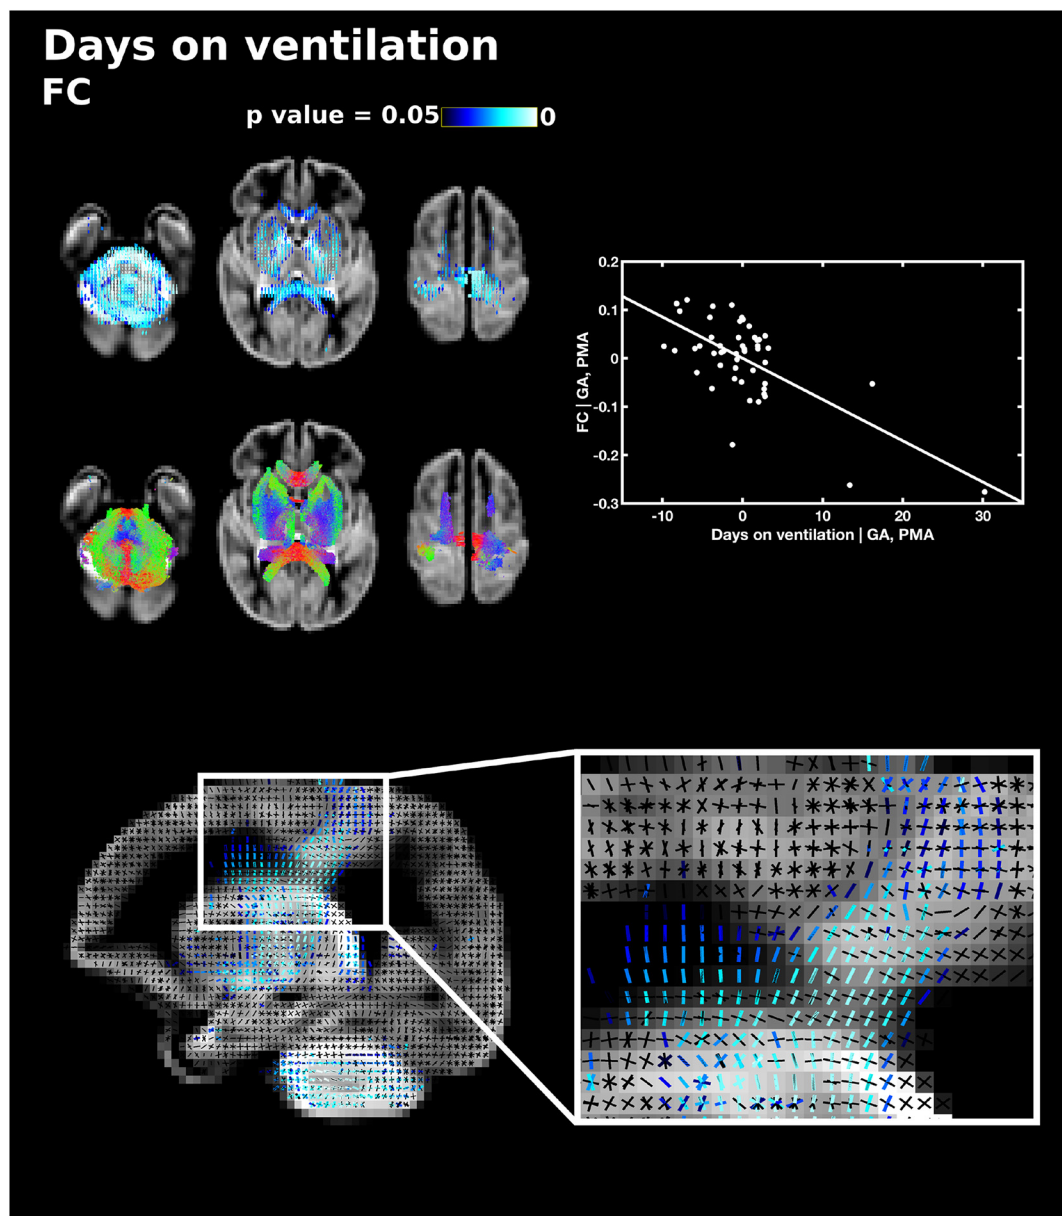 Days on ventilation
FC
p value = 0.05 0
0.2
0.1
0
-0.1
-0.2
-0.3
FC | GA, PMA
-10 0 10 20 30
Days on ventilation | GA, PMA